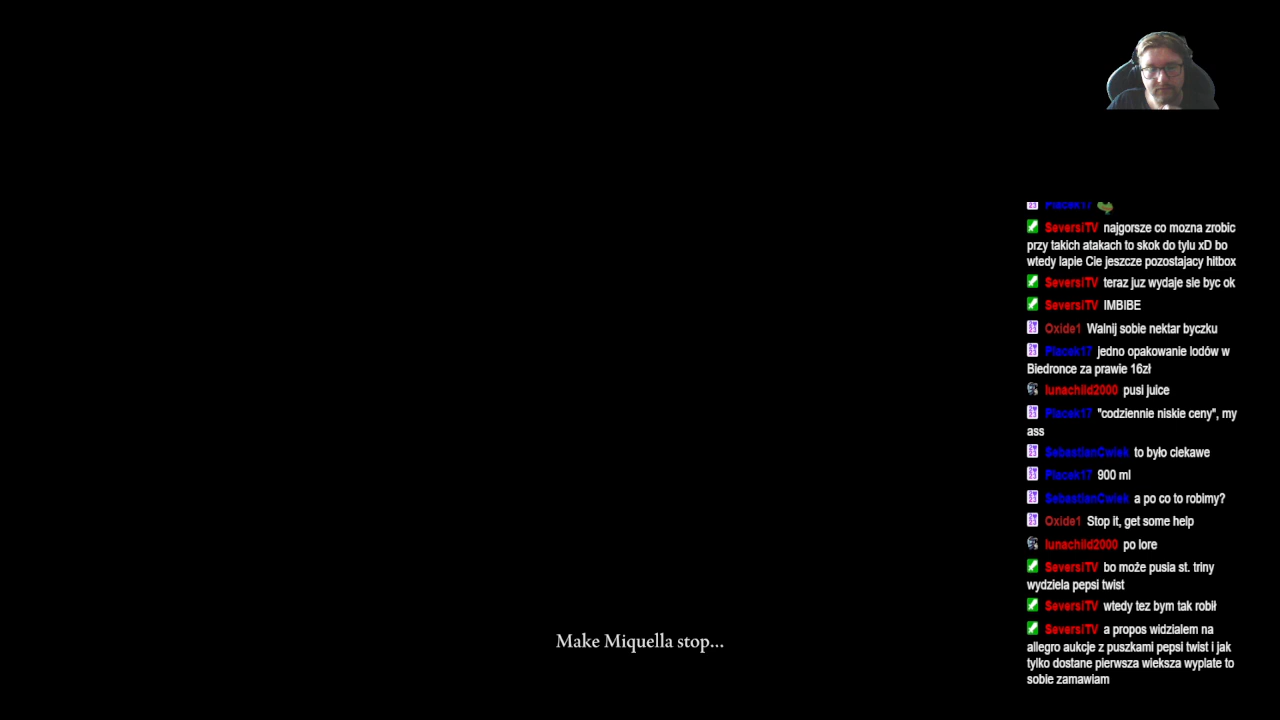 Placek17
SeversiTV najgorsze co mozna zrobic
przy takich atakach to skok do tylu xD bo
wtedy lapie Cie jeszcze pozostajacy hitbox
SeversiTV teraz juz wydaje sie byc ok
SeversiTV IMBIBE
Oxide1 Walnij sobie nektar byczku
Placek17 jedno opakowanie lodów w
Biedronce za prawie 16zł
lunachild2000 pusi juice
Placek17 "codziennie niskie ceny", my
ass
SebastianCwiek to było ciekawe
Placek17 900 ml
SebastianCwiek a po co to robimy?
Oxide1 Stop it, get some help
lunachild2000 po lore
SeversiTV bo może pusia st. triny
wydziela pepsi twist
SeversiTV wtedy tez bym tak robił
SeversiTV a propos widzialem na
allegro aukcje z puszkami pepsi twist i jak
tylko dostane pierwsza wieksza wyplate to
sobie zamawiam
Make Miquella stop...